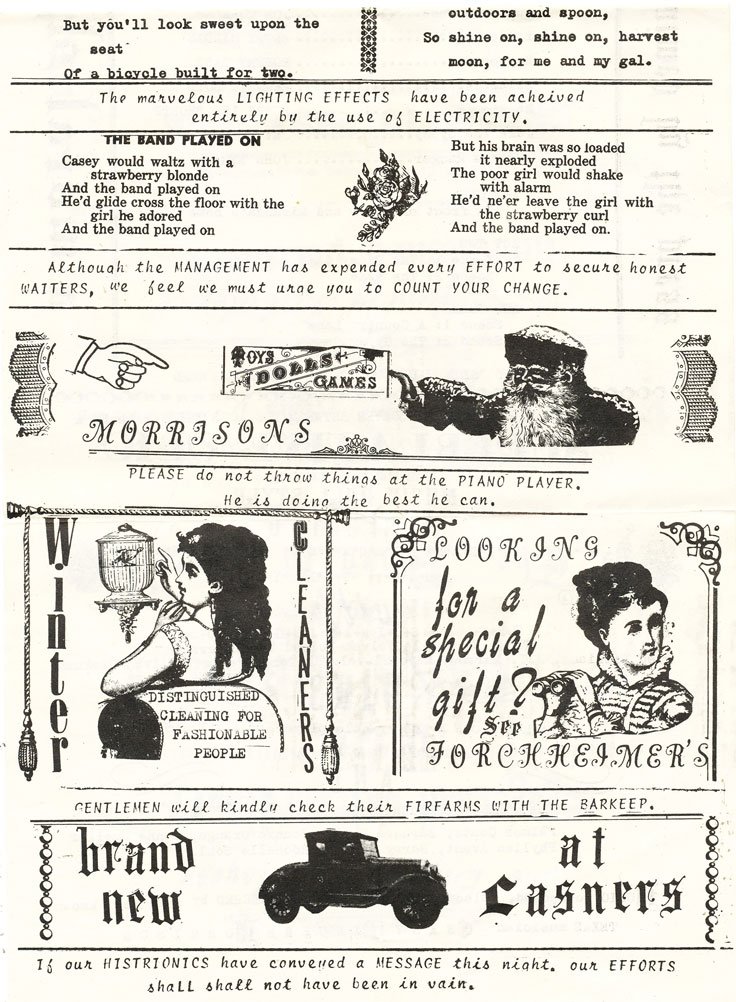 But you'll look sweet upon the
seat
Of a bicycle built for two.
outdoors and spoon,
So shine on, shine on, harvest
moon, for me and my gal.
The marvelous LIGHTING EFFECTS have been acheived
entirely by the use of ELECTRICITY.
THE BAND PLAYED ON
Casey would waltz with a
strawberry blonde
And the band played on
He'd glide cross the floor with the
girl he adored
And the band played on
But his brain was so loaded
it nearly exploded
The poor girl would shake
with alarm
He'd ne'er leave the girl with
the strawberry curl
And the band played on.
Although the MANAGEMENT has expended every EFFORT to secure honest
WAITERS, we feel we must urge you to COUNT YOUR CHANGE.
TOYS
DOLLS
GAMES
MORRISONS
PLEASE do not throw things at the PIANO PLAYER.
He is doing the best he can.
Winter
CLEANERS
DISTINGUISHED
CLEANING FOR
FASHIONABLE
PEOPLE
LOOKING
for a
special
gift?
See
FORCHHEIMER'S
GENTLEMEN will kindly check their FIRFARMS WITH THE BARKEEP.
brand
new
at
Casners
If our HISTRIONICS have conveyed a MESSAGE this night. our EFFORTS
shall shall not have been in vain.